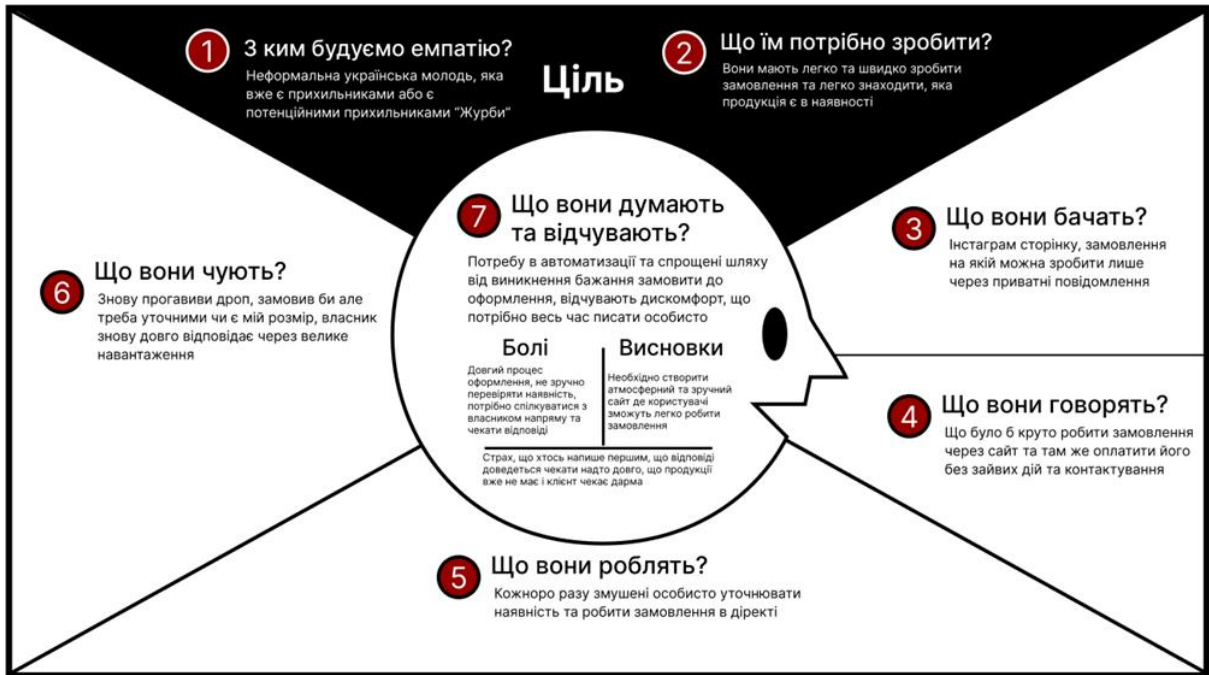 Ціль
1
З ким будуємо емпатію?
Неформальна українська молодь, яка
вже є прихильниками або є
потенційними прихильниками “Журби“
2
Що їм потрібно зробити?
Вони мають легко та швидко зробити
замовлення та легко знаходити, яка
продукція є в наявності
3
Що вони бачать?
Інстаграм сторінку, замовлення
на якій можна зробити лише
через приватні повідомлення
4
Що вони говорять?
Що було б круто робити замовлення
через сайт та там же оплатити його
без зайвих дій та контактування
5
Що вони роблять?
Кожноро разу змушені особисто уточнювати
наявність та робити замовлення в діректі
6
Що вони чують?
Знову прогавиви дроп, замовив би але
треба уточними чи є мій розмір, власник
знову довго відповідає через велике
навантаження
7
Що вони думають
та відчувають?
Потребу в автоматизації та спрощені шляху
від виникнення бажання замовити до
оформлення, відчувають дискомфорт, що
потрібно весь час писати особисто
Болі
Довгий процес
оформлення, не зручно
перевіряти наявність,
потрібно спілкуватися з
власником напряму та
чекати відповіді
Висновки
Необхідно створити
атмосферний та зручний
сайт де користувачі
зможуть легко робити
замовлення
Страх, що хтось напише першим, що відповіді
доведеться чекати надто довго, що продукції
вже не має і клієнт чекає дарма